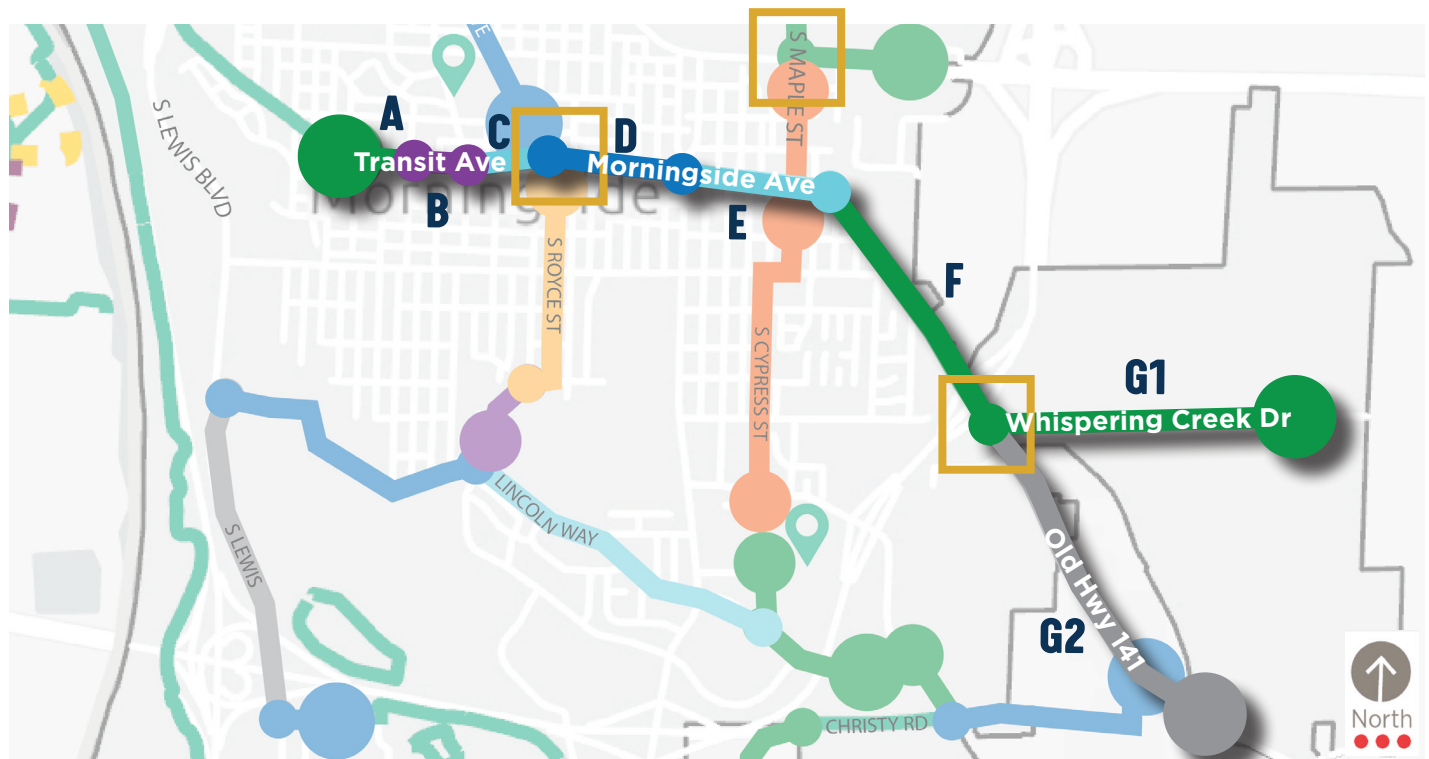 E
S MAPLE ST
S LEWIS BLVD
A
C
D
Transit Ave
Morningside Ave
Morningside
B
E
S ROYCE ST
F
S CYPRESS ST
G1
Whispering Creek Dr
LINCOLN WAY
S LEWIS
Old Hwy 141
G2
CHRISTY RD
North